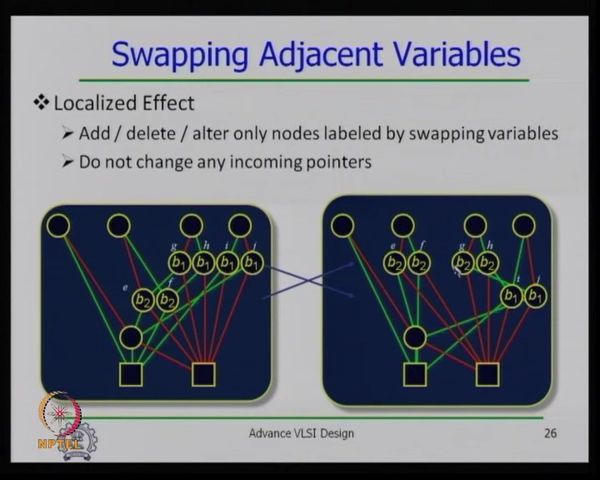 Swapping Adjacent Variables
❖ Localized Effect
➤ Add / delete / alter only nodes labeled by swapping variables
➤ Do not change any incoming pointers
g h i j
b1 b1 b1 b1
e f
b2 b2
e f g h
b2 b2 b2 b2
i j
b1 b1
NPTEL
Advance VLSI Design
26